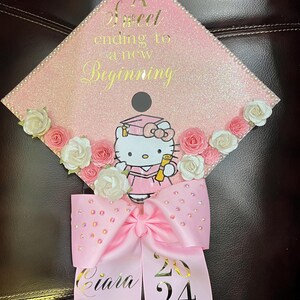 A
Sweet
ending to
a new
Beginning
Ciara
20
24